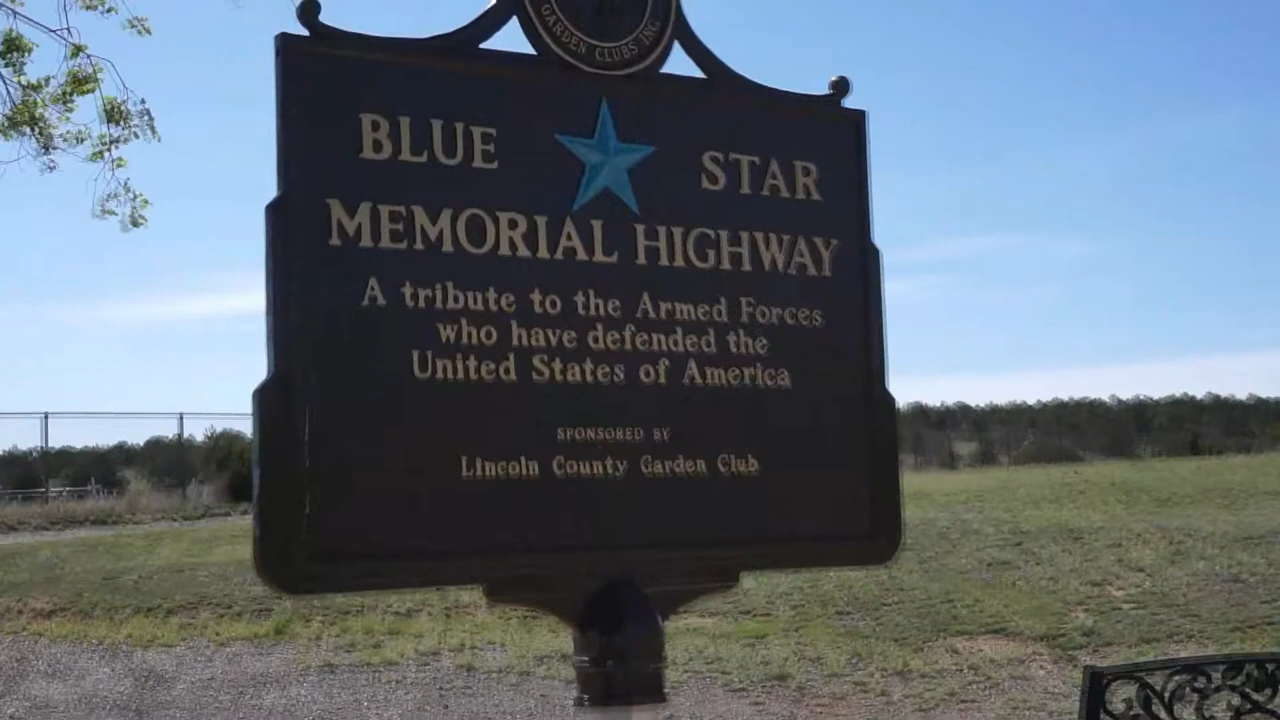 GARDEN CLUBS INC.
BLUE STAR
MEMORIAL HIGHWAY
A tribute to the Armed Forces
who have defended the
United States of America
SPONSORED BY
Lincoln County Garden Club